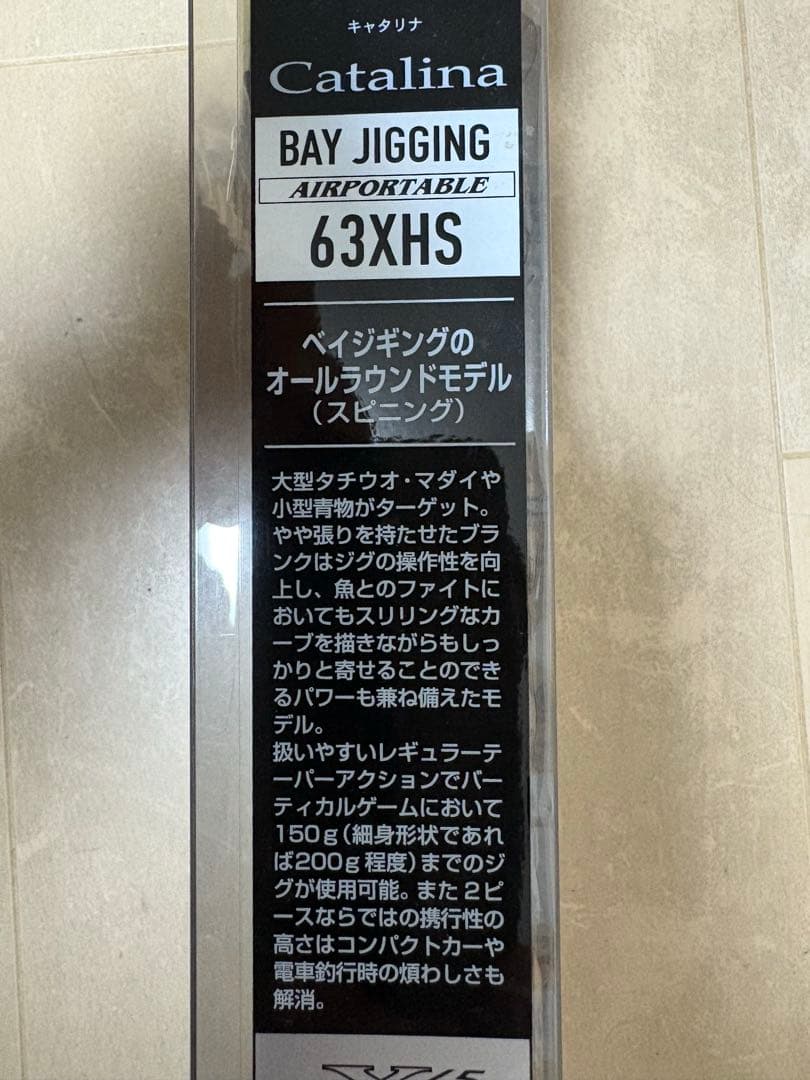 キャタリナ
Catalina
BAY JIGGING
AIRPORTABLE
63XHS
ベイジギングの
オールラウンドモデル
(スピニング)
大型タチウオ・マダイや
小型青物がターゲット。
やや張りを持たせたブラ
ンクはジグの操作性を向
上し、魚とのファイトに
おいてもスリリングなカ
ーブを描きながらもしっ
かりと寄せることのでき
るパワーも兼ね備えたモ
デル。
扱いやすいレギュラーテ
ーパーアクションでバー
ティカルゲームにおいて
150g(細身形状であれ
ば200g程度)までのジ
グが使用可能。また2ピ
ースならではの携行性の
高さはコンパクトカーや
電車釣行時の煩わしさも
解消。